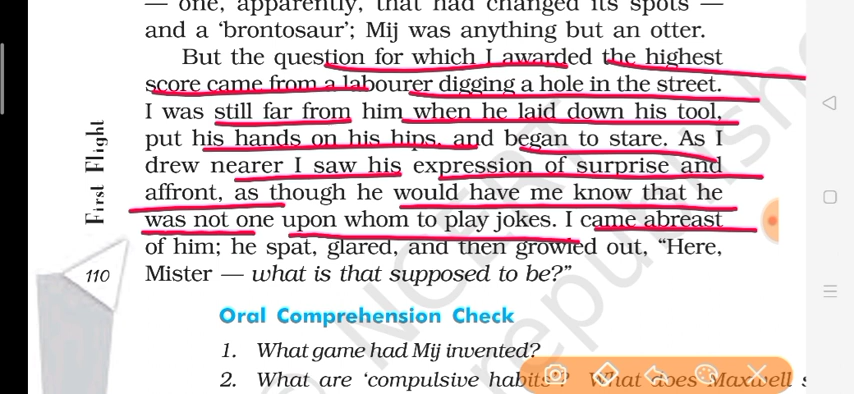 — one, apparently, that had changed its spots —
and a ‘brontosaur’; Mij was anything but an otter.
But the question for which I awarded the highest
score came from a labourer digging a hole in the street.
I was still far from him when he laid down his tool,
put his hands on his hips, and began to stare. As I
drew nearer I saw his expression of surprise and
affront, as though he would have me know that he
was not one upon whom to play jokes. I came abreast
of him; he spat, glared, and then growled out, “Here,
Mister — what is that supposed to be?”
First Flight
110
Oral Comprehension Check
1. What game had Mij invented?
2. What are ‘compulsive habits’? What does Maxwell s
NCERT
republishe